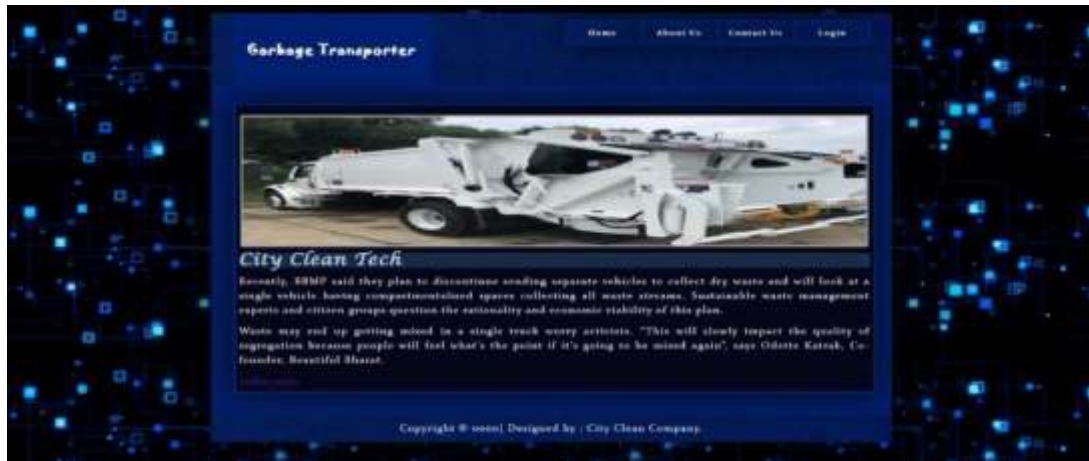 Garbage Transporter
Home About Us Contact Us Login
City Clean Tech
Recently, BBMP said they plan to discontinue sending separate vehicles to collect dry waste and will look at a
single vehicle having compartmentalized spaces collecting all waste streams. Sustainable waste management
experts and citizen groups question the rationality and economic viability of this plan.
Waste may end up getting mixed in a single truck worry activists. "This will slowly impact the quality of
segregation because people will feel what's the point if it's going to be mixed again", says Odette Katrak, Co-
founder, Beautiful Bharat.
Copyright © | Designed by : City Clean Company.